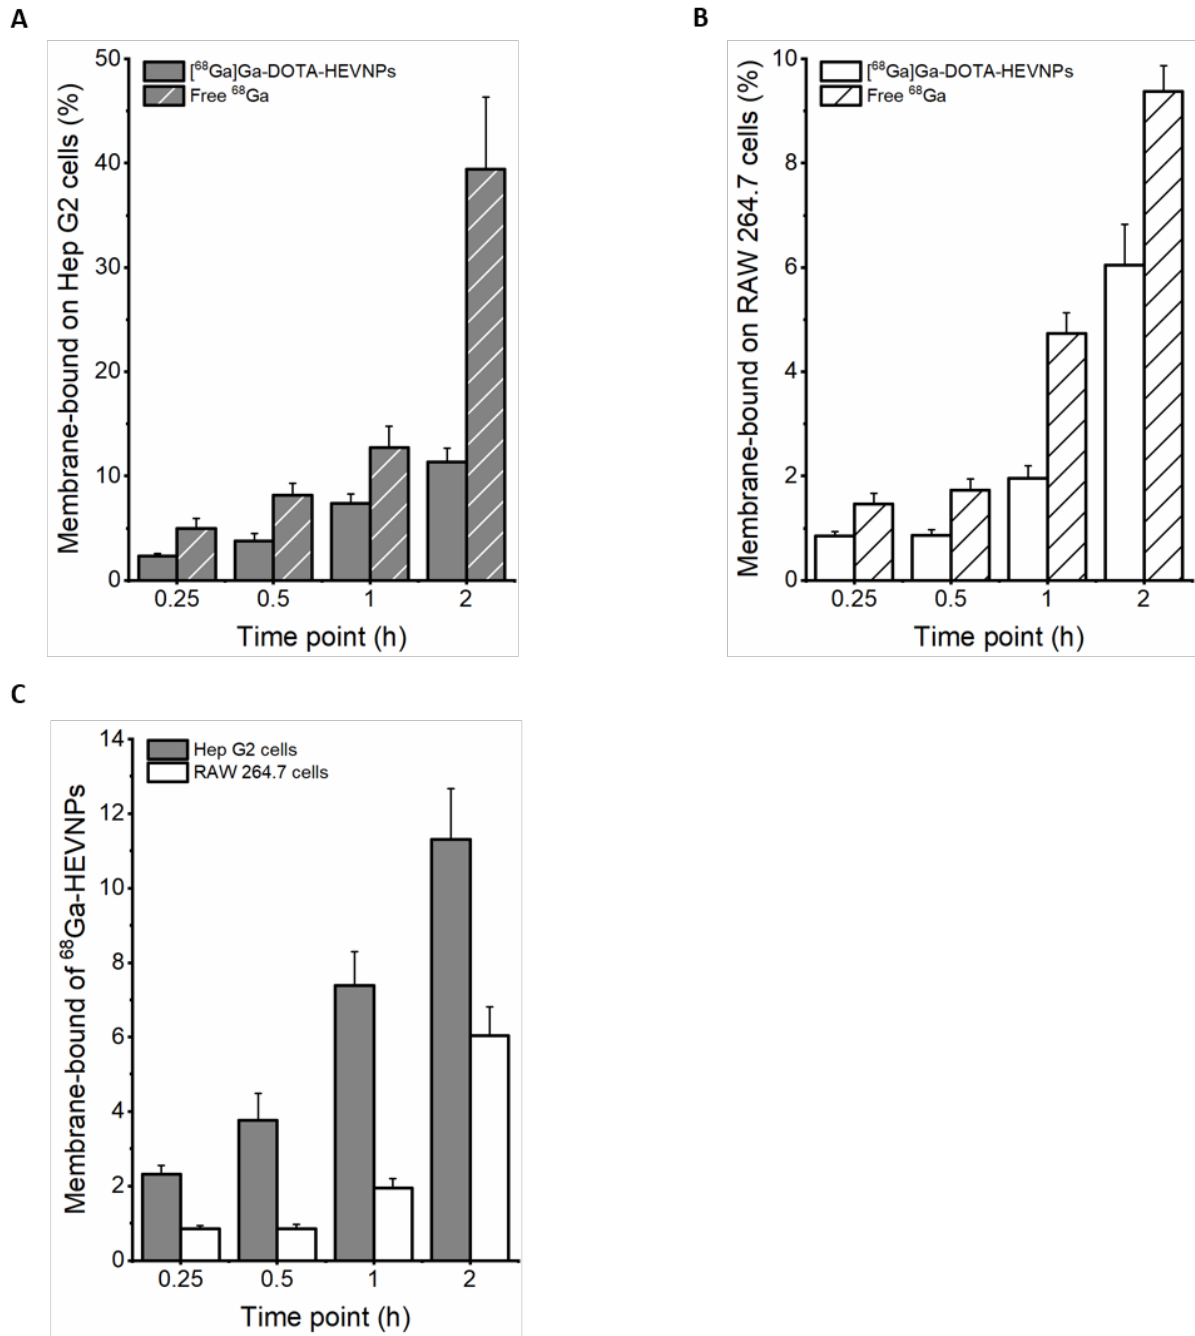 A
Membrane-bound on Hep G2 cells (%)
50
40
30
20
10
0
[⁶⁸Ga]Ga-DOTA-HEVNPs
Free ⁶⁸Ga
0.25 0.5 1 2
Time point (h)
B
Membrane-bound on RAW 264.7 cells (%)
10
8
6
4
2
0
[⁶⁸Ga]Ga-DOTA-HEVNPs
Free ⁶⁸Ga
0.25 0.5 1 2
Time point (h)
C
Membrane-bound of ⁶⁸Ga-HEVNPs
14
12
10
8
6
4
2
0
Hep G2 cells
RAW 264.7 cells
0.25 0.5 1 2
Time point (h)